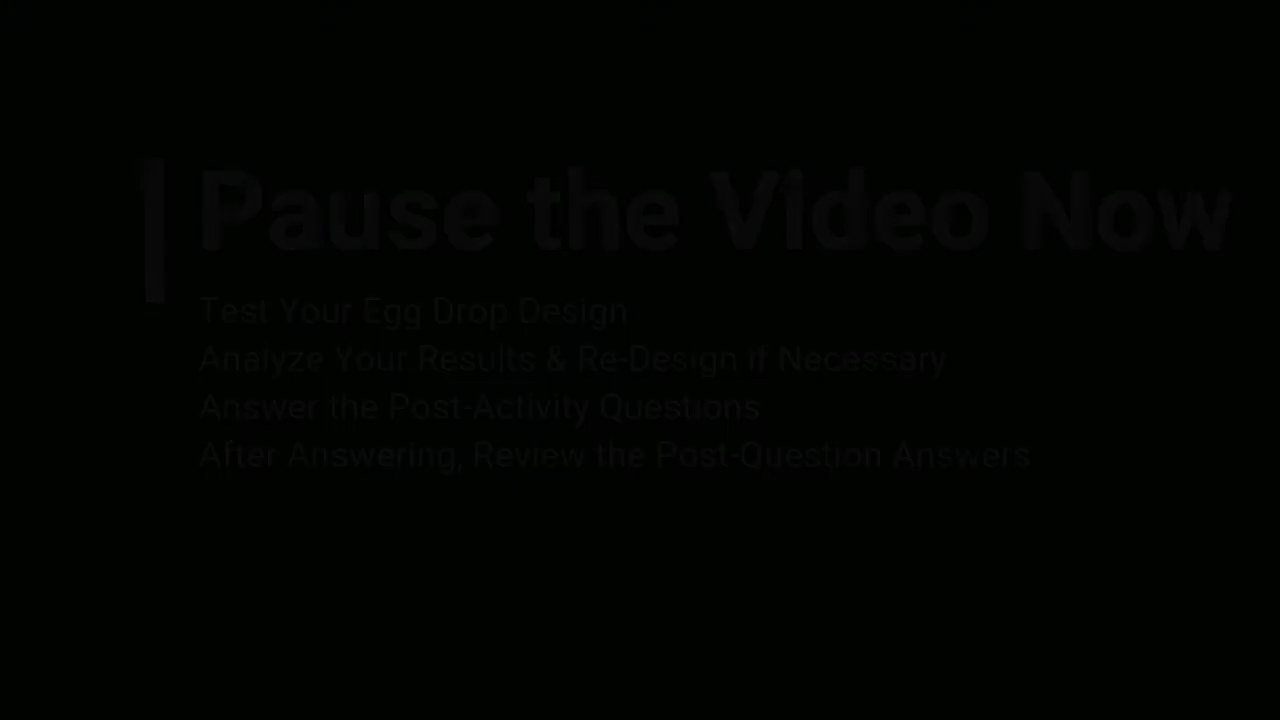 Pause the Video Now
Test Your Egg Drop Design
Analyze Your Results & Re-Design if Necessary
Answer the Post-Activity Questions
After Answering, Review the Post-Question Answers